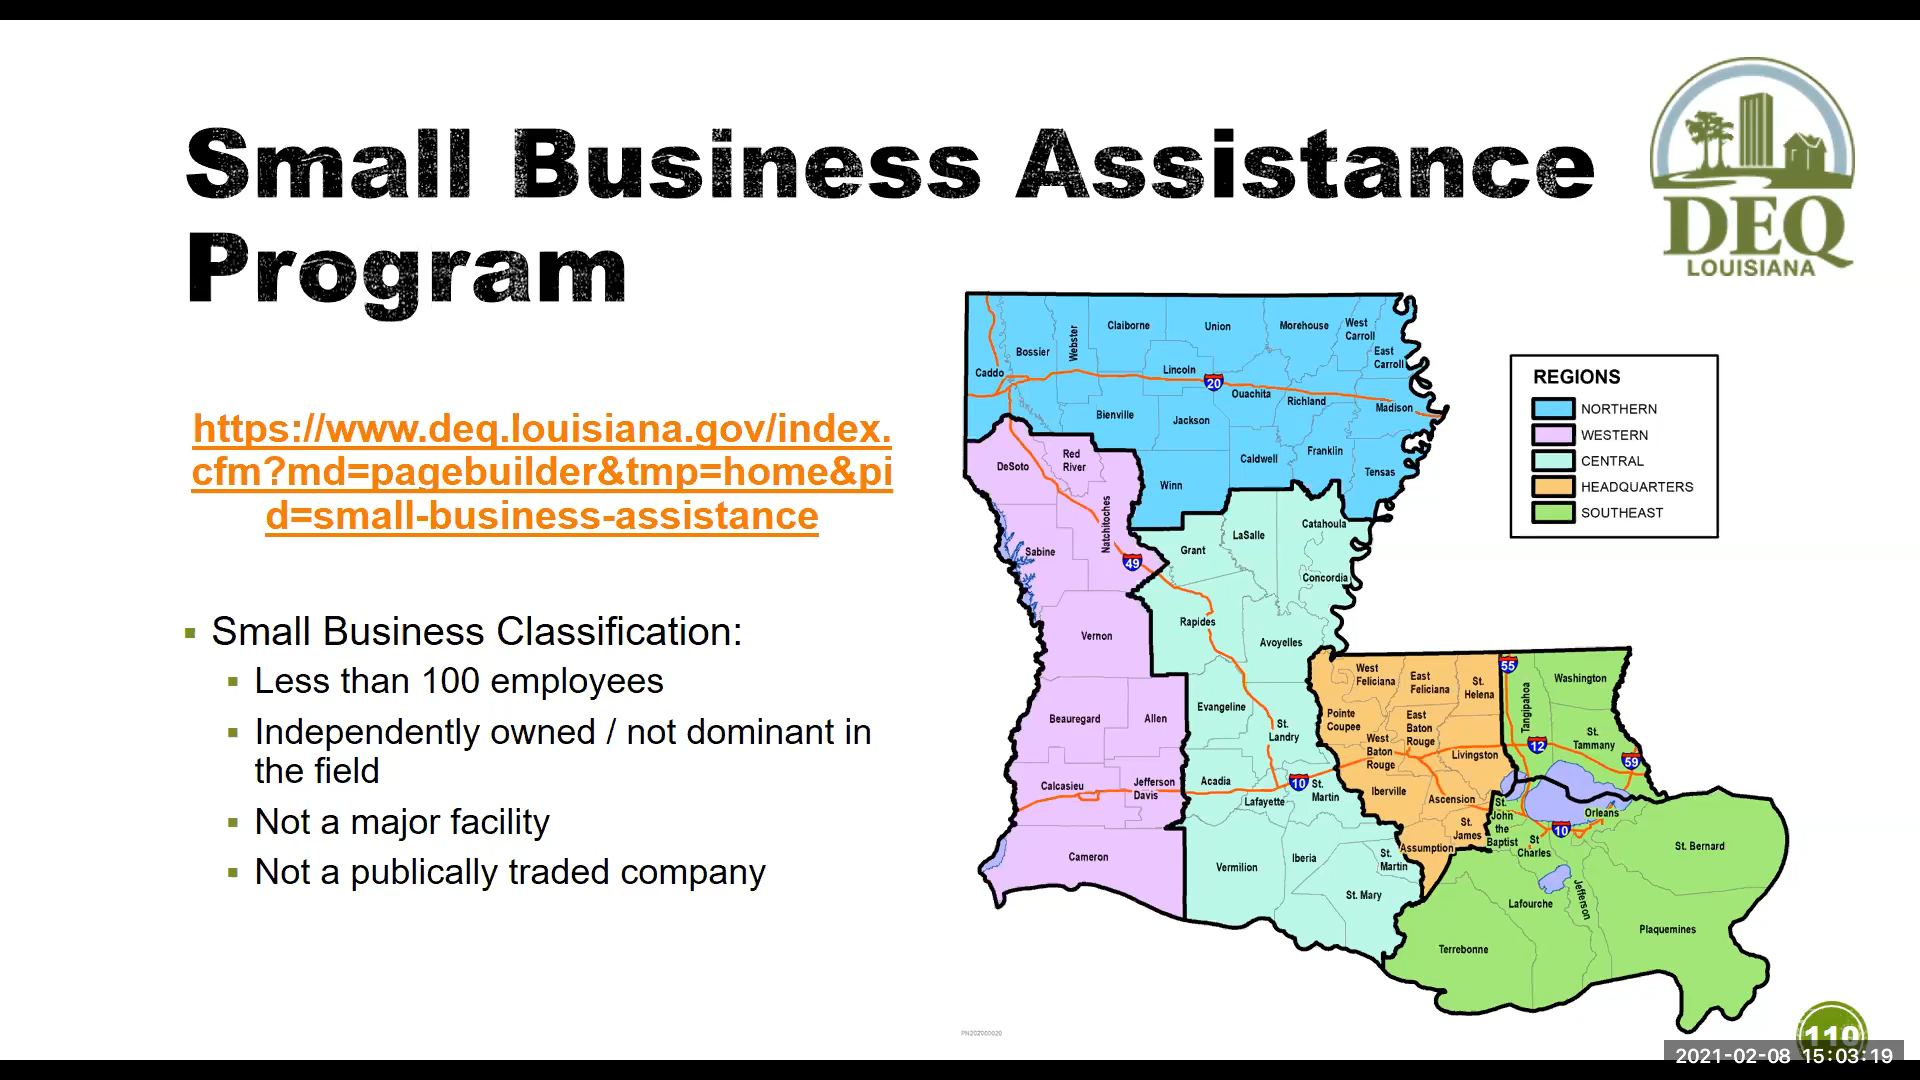 Small Business Assistance
Program
DEQ
LOUISIANA
https://www.deq.louisiana.gov/index.
cfm?md=pagebuilder&tmp=home&pi
d=small-business-assistance
Small Business Classification:
Less than 100 employees
Independently owned / not dominant in
the field
Not a major facility
Not a publically traded company
REGIONS
NORTHERN
WESTERN
CENTRAL
HEADQUARTERS
SOUTHEAST
Caddo
Bossier
Webster
Claiborne
Union
Morehouse
West
Carroll
East
Carroll
Lincoln
20
Ouachita
Richland
Madison
Bienville
Jackson
Caldwell
Franklin
Tensas
Winn
DeSoto
Red
River
Natchitoches
Sabine
49
Grant
LaSalle
Catahoula
Concordia
Vernon
Rapides
Avoyelles
Beauregard
Allen
Evangeline
St.
Landry
Calcasieu
Jefferson
Davis
Acadia
Lafayette
10
St.
Martin
Cameron
Vermilion
Iberia
St.
Martin
St. Mary
West
Feliciana
East
Feliciana
St.
Helena
Pointe
Coupee
West
Baton
Rouge
East
Baton
Rouge
Livingston
Iberville
Ascension
St.
James
Assumption
55
Tangipahoa
Washington
12
St.
Tammany
59
St.
John
the
Baptist
St
Charles
10
Orleans
St. Bernard
Jefferson
Lafourche
Plaquemines
Terrebonne
PN202000020
110
2021-02-08 15:03:19